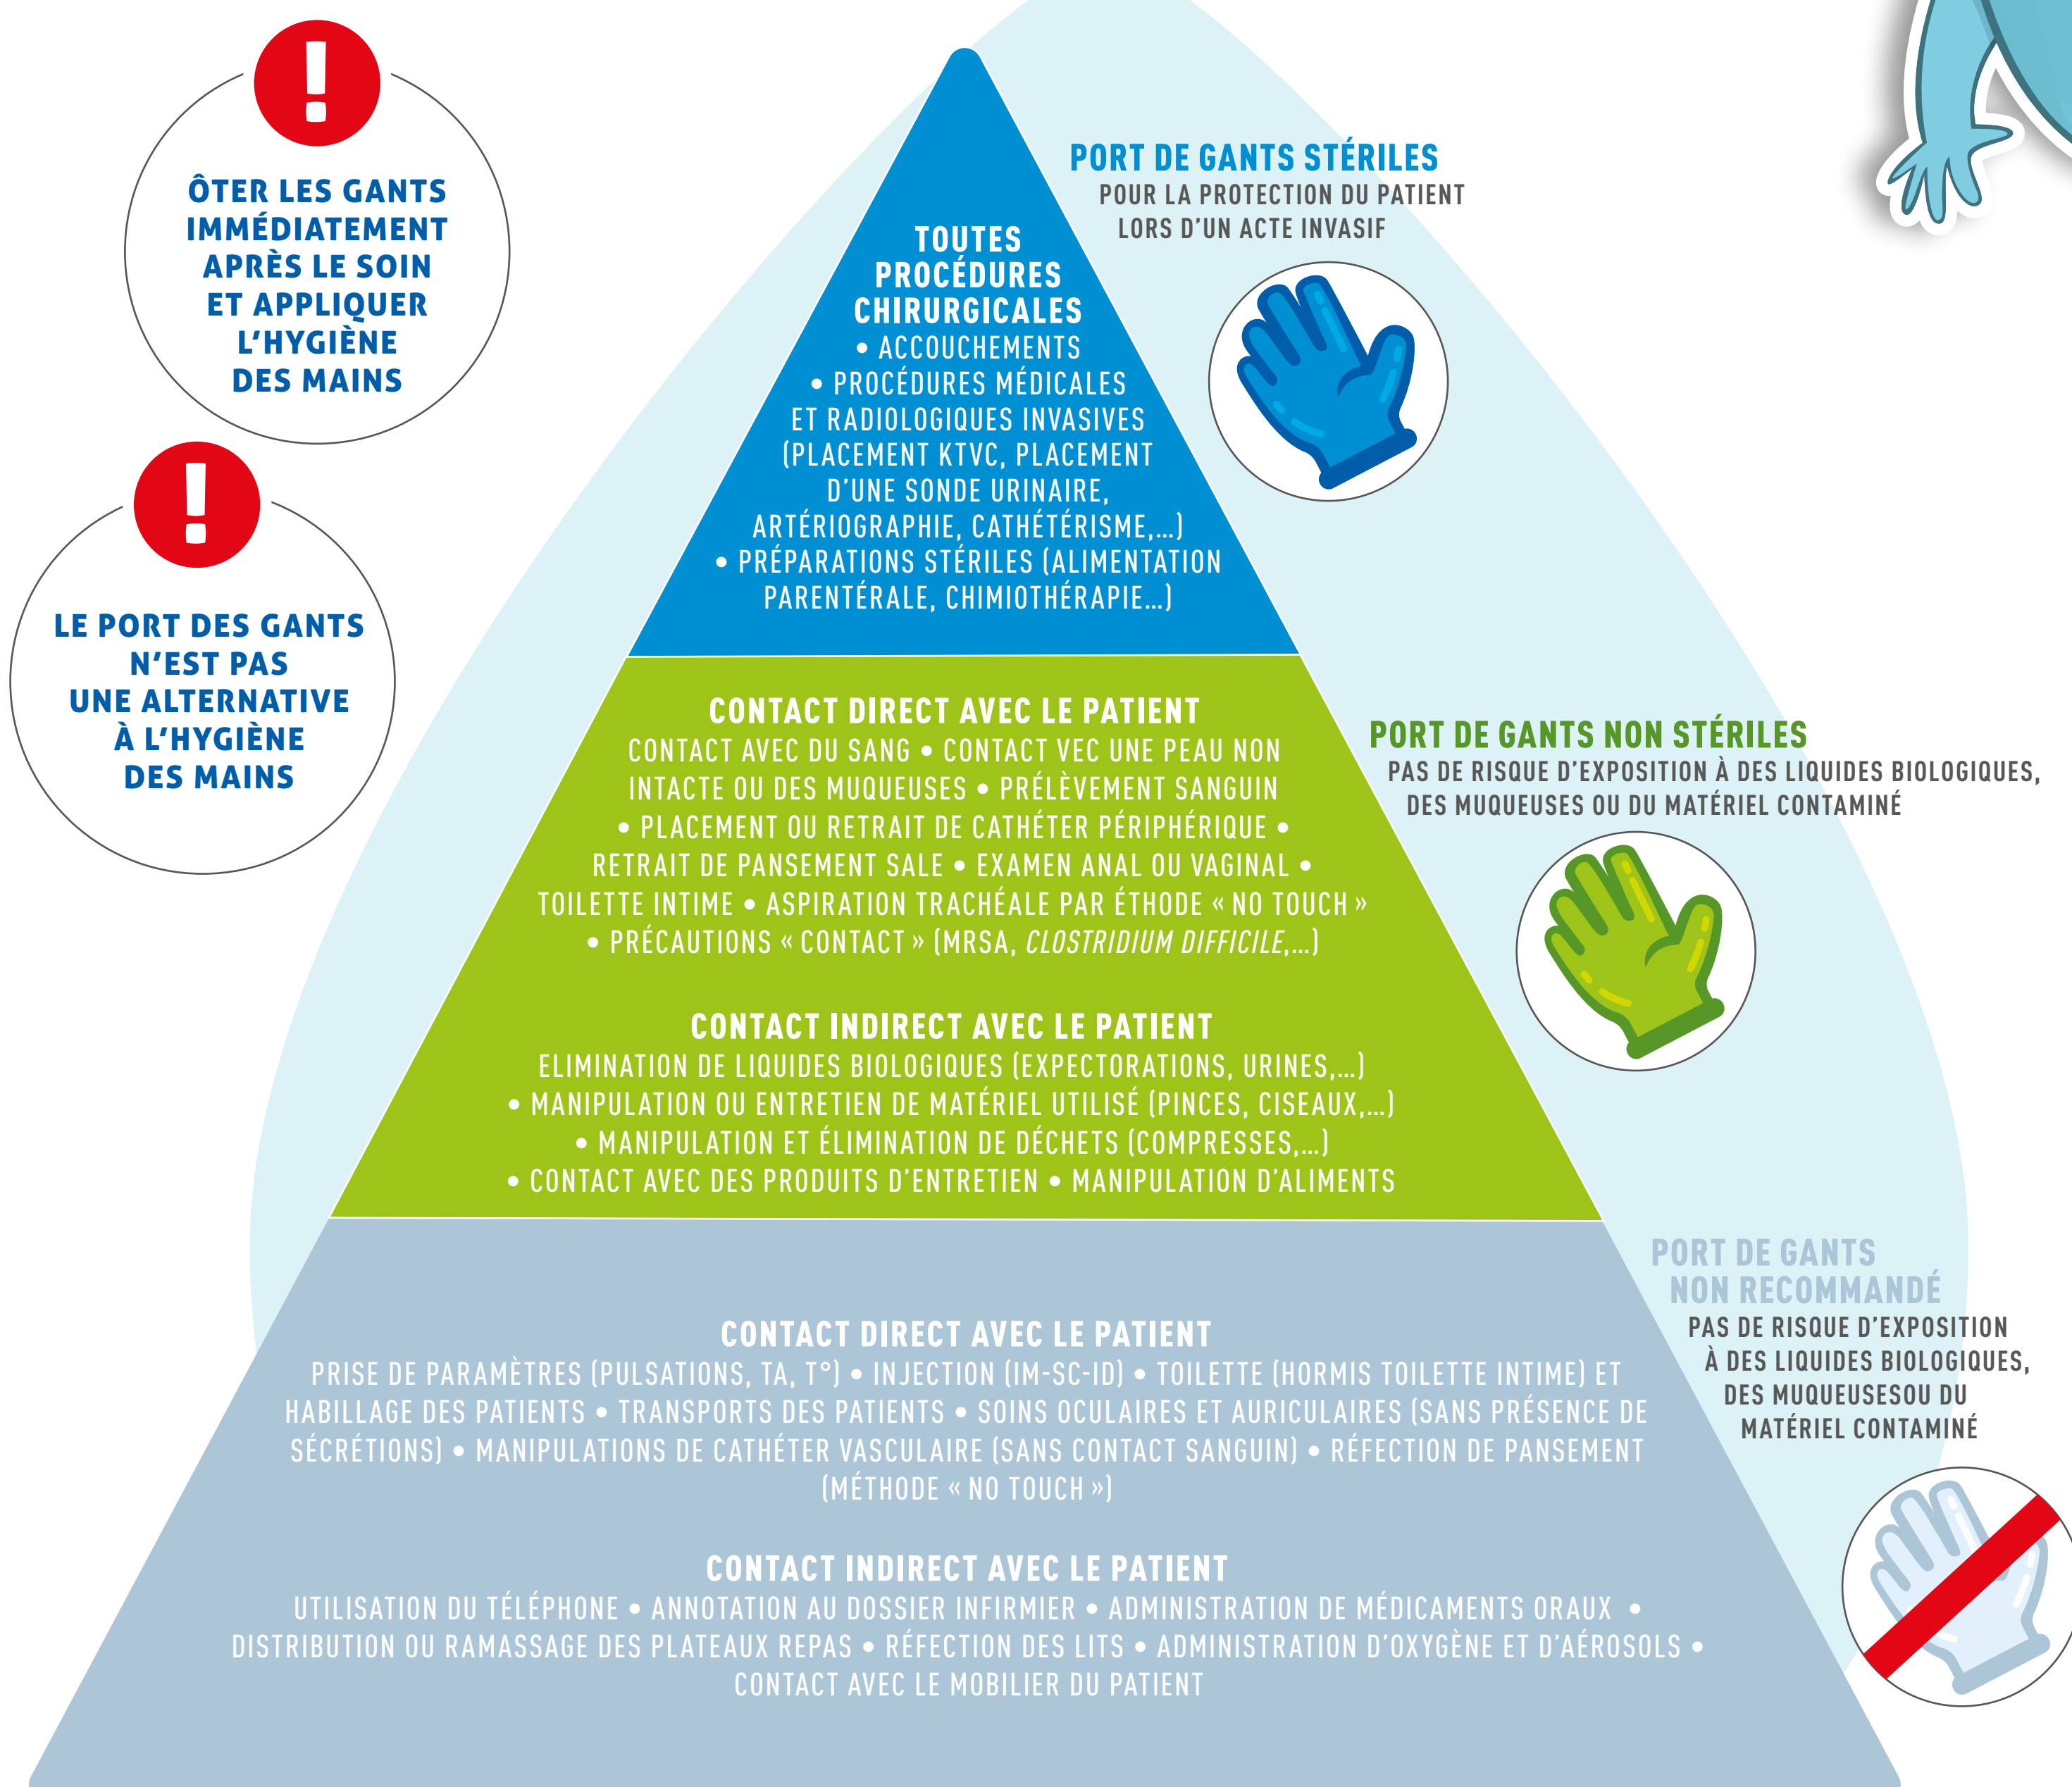 !
ÔTER LES GANTS
IMMÉDIATEMENT
APRÈS LE SOIN
ET APPLIQUER
L'HYGIÈNE
DES MAINS
!
LE PORT DES GANTS
N'EST PAS
UNE ALTERNATIVE
À L'HYGIÈNE
DES MAINS
PORT DE GANTS STÉRILES
POUR LA PROTECTION DU PATIENT
LORS D'UN ACTE INVASIF
TOUTES
PROCÉDURES
CHIRURGICALES
• ACCOUCHEMENTS
• PROCÉDURES MÉDICALES
ET RADIOLOGIQUES INVASIVES
(PLACEMENT KTVC, PLACEMENT
D'UNE SONDE URINAIRE,
ARTÉRIOGRAPHIE, CATHÉTÉRISME,...)
• PRÉPARATIONS STÉRILES (ALIMENTATION
PARENTÉRALE, CHIMIOTHÉRAPIE...)
PORT DE GANTS NON STÉRILES
PAS DE RISQUE D'EXPOSITION À DES LIQUIDES BIOLOGIQUES,
DES MUQUEUSES OU DU MATÉRIEL CONTAMINÉ
CONTACT DIRECT AVEC LE PATIENT
CONTACT AVEC DU SANG • CONTACT VEC UNE PEAU NON
INTACTE OU DES MUQUEUSES • PRÉLÈVEMENT SANGUIN
• PLACEMENT OU RETRAIT DE CATHÉTER PÉRIPHÉRIQUE •
RETRAIT DE PANSEMENT SALE • EXAMEN ANAL OU VAGINAL •
TOILETTE INTIME • ASPIRATION TRACHÉALE PAR ÉTHODE « NO TOUCH »
• PRÉCAUTIONS « CONTACT » (MRSA, CLOSTRIDIUM DIFFICILE,...)
CONTACT INDIRECT AVEC LE PATIENT
ELIMINATION DE LIQUIDES BIOLOGIQUES (EXPECTORATIONS, URINES,...)
• MANIPULATION OU ENTRETIEN DE MATÉRIEL UTILISÉ (PINCES, CISEAUX,...)
• MANIPULATION ET ÉLIMINATION DE DÉCHETS (COMPRESSES,...)
• CONTACT AVEC DES PRODUITS D'ENTRETIEN • MANIPULATION D'ALIMENTS
PORT DE GANTS
NON RECOMMANDÉ
PAS DE RISQUE D'EXPOSITION
À DES LIQUIDES BIOLOGIQUES,
DES MUQUEUSESOU DU
MATÉRIEL CONTAMINÉ
CONTACT DIRECT AVEC LE PATIENT
PRISE DE PARAMÈTRES (PULSATIONS, TA, T°) • INJECTION (IM-SC-ID) • TOILETTE (HORMIS TOILETTE INTIME) ET
HABILLAGE DES PATIENTS • TRANSPORTS DES PATIENTS • SOINS OCULAIRES ET AURICULAIRES (SANS PRÉSENCE DE
SÉCRÉTIONS) • MANIPULATIONS DE CATHÉTER VASCULAIRE (SANS CONTACT SANGUIN) • RÉFECTION DE PANSEMENT
(MÉTHODE « NO TOUCH »)
CONTACT INDIRECT AVEC LE PATIENT
UTILISATION DU TÉLÉPHONE • ANNOTATION AU DOSSIER INFIRMIER • ADMINISTRATION DE MÉDICAMENTS ORAUX •
DISTRIBUTION OU RAMASSAGE DES PLATEAUX REPAS • RÉFECTION DES LITS • ADMINISTRATION D'OXYGÈNE ET D'AÉROSOLS •
CONTACT AVEC LE MOBILIER DU PATIENT